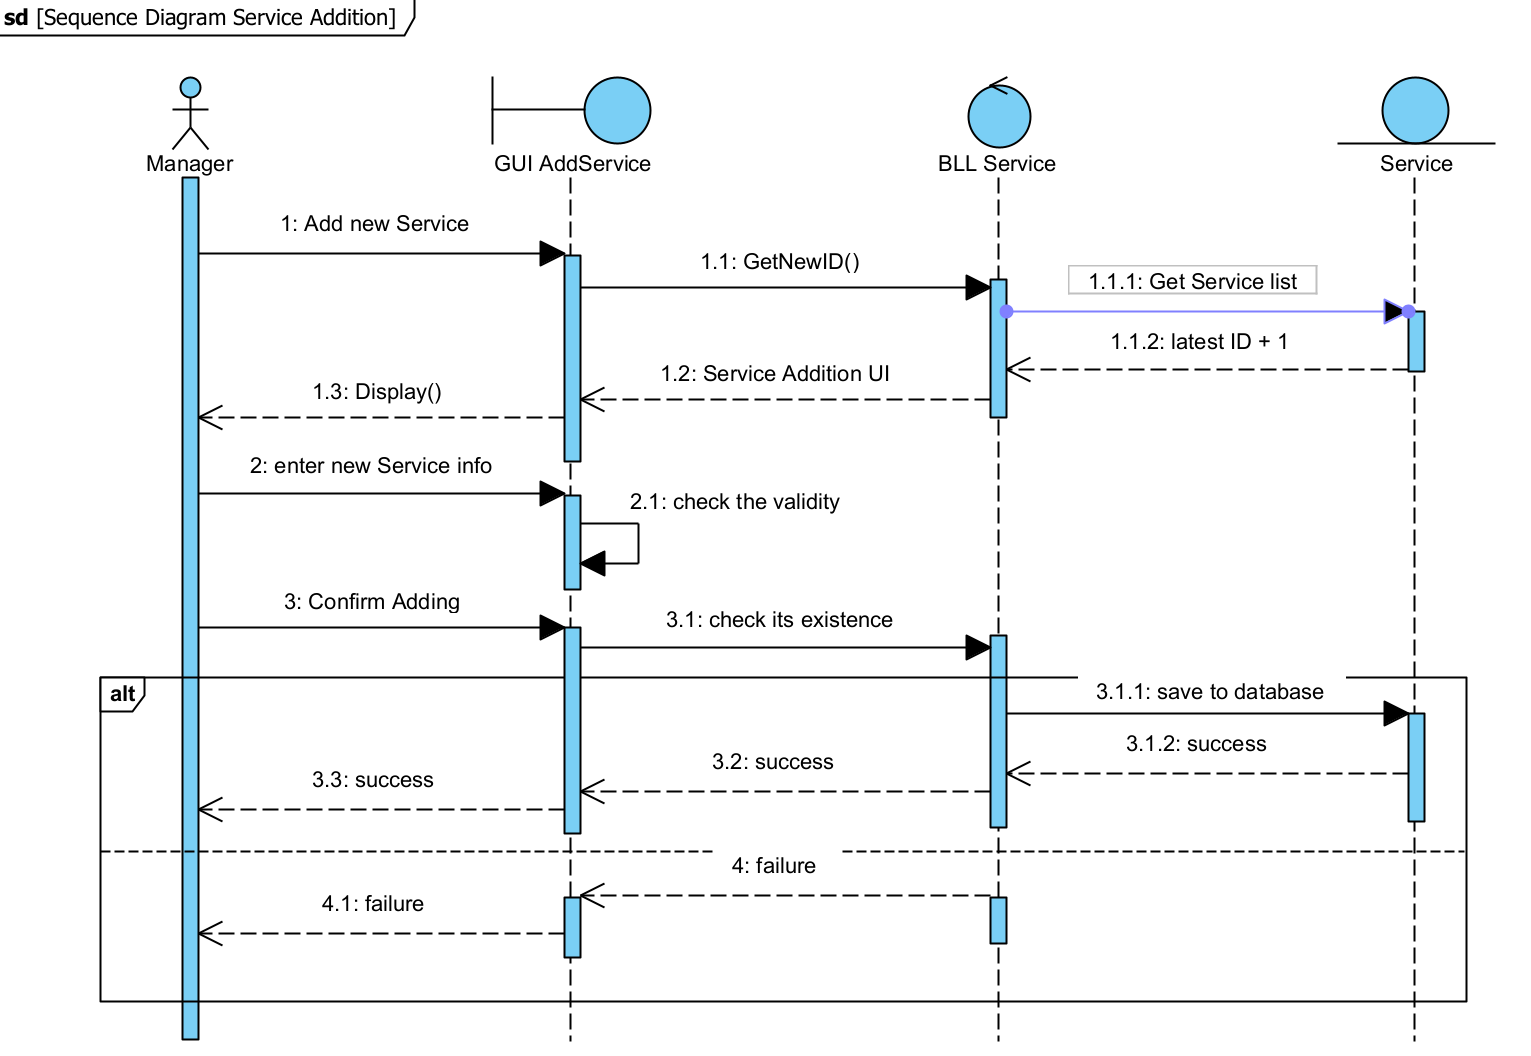 sd [Sequence Diagram Service Addition]
Manager
GUI AddService
BLL Service
Service
1: Add new Service
1.1: GetNewID()
1.1.1: Get Service list
1.1.2: latest ID + 1
1.2: Service Addition UI
1.3: Display()
2: enter new Service info
2.1: check the validity
3: Confirm Adding
3.1: check its existence
alt
3.1.1: save to database
3.1.2: success
3.2: success
3.3: success
4: failure
4.1: failure